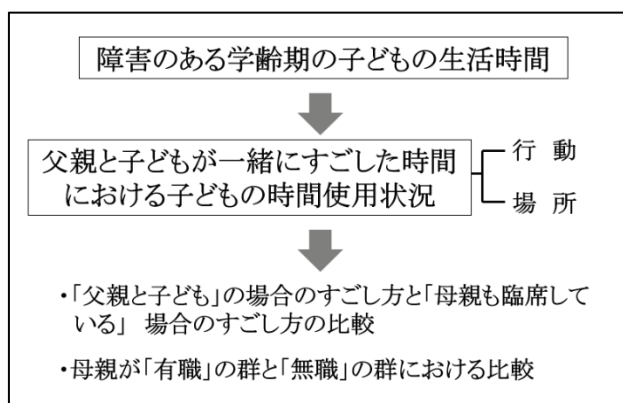 障害のある学齢期の子どもの生活時間
父親と子どもが一緒にすごした時間
における子どもの時間使用状況
行 動
場 所
・「父親と子ども」の場合のすごし方と「母親も臨席して
いる」 場合のすごし方の比較
・母親が「有職」の群と「無職」の群における比較